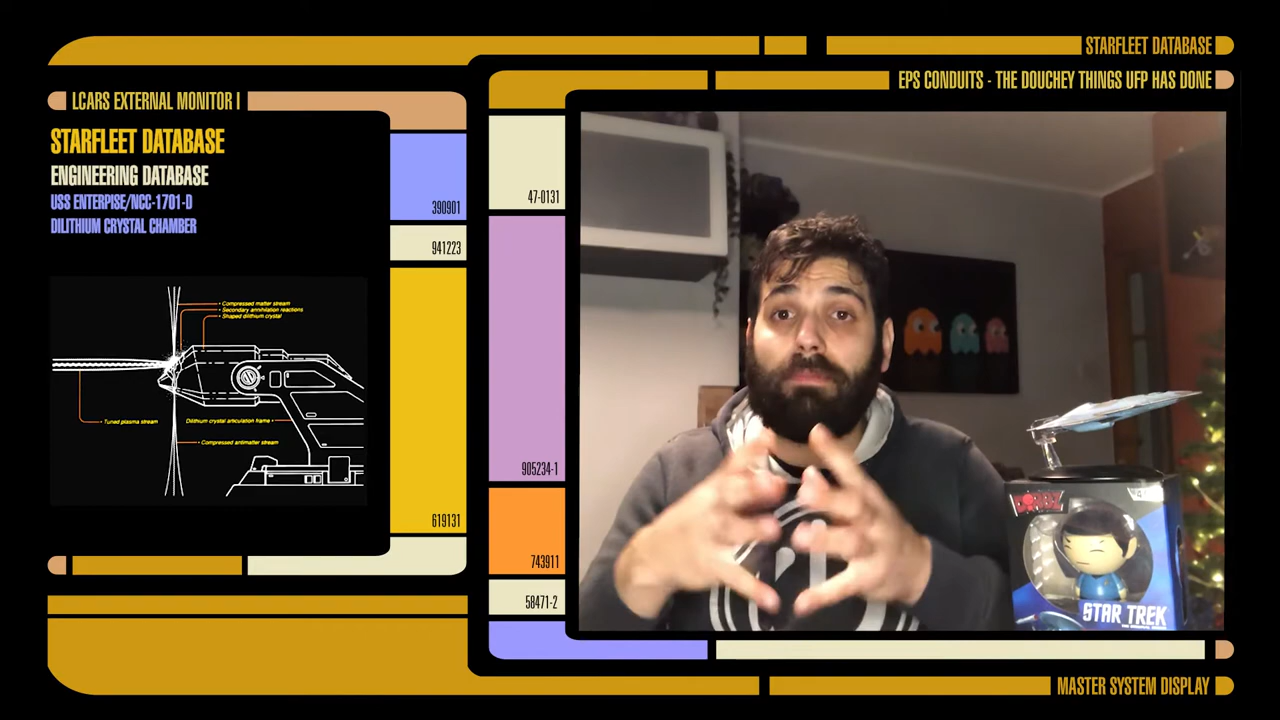 STARFLEET DATABASE
EPS CONDUITS - THE DOUCHEY THINGS UFP HAS DONE
LCARS EXTERNAL MONITOR I
STARFLEET DATABASE
ENGINEERING DATABASE
USS ENTERPISE/NCC-1701-D
DILITHIUM CRYSTAL CHAMBER
• Compressed matter stream
• Secondary annihilation reactions
• Shaped dilithium crystal
• Tuned plasma stream
Dilithium crystal articulation frame •
• Compressed antimatter stream
390901
941223
619131
47-0131
905234-1
743911
58471-2
DORBZ
STAR TREK
MASTER SYSTEM DISPLAY